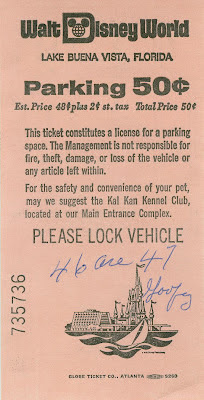 Walt Disney World
LAKE BUENA VISTA, FLORIDA
Parking 50¢
Est. Price 48¢ plus 2¢ st. tax Total Price 50¢
This ticket constitutes a license for a parking
space. The Management is not responsible for
fire, theft, damage, or loss of the vehicle or
any article left within.
For the safety and convenience of your pet,
may we suggest the Kal Kan Kennel Club,
located at our Main Entrance Complex.
PLEASE LOCK VEHICLE
46 are 47
Goofy
735736
GLOBE TICKET CO., ATLANTA 5253